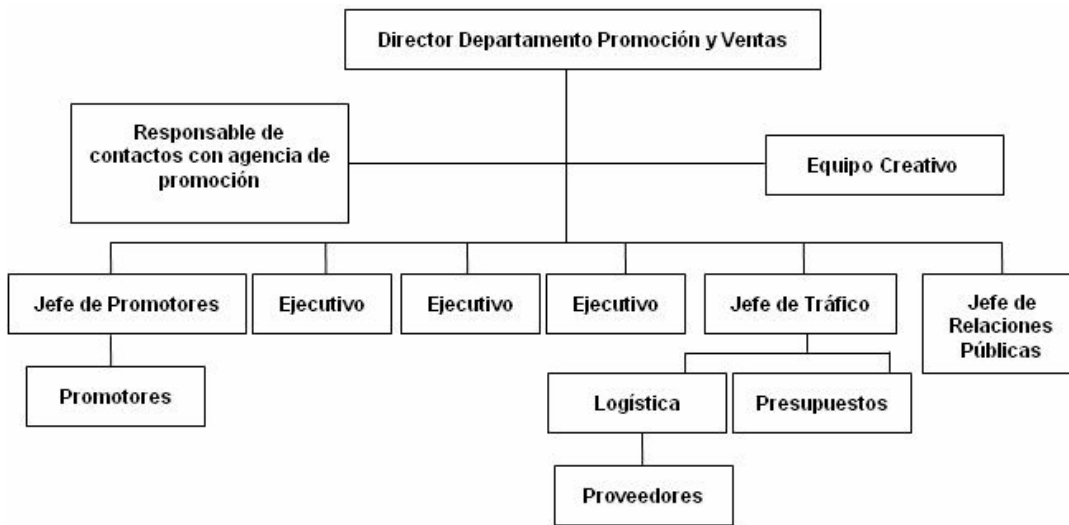 Director Departamento Promoción y Ventas
Responsable de
contactos con agencia de
promoción
Equipo Creativo
Jefe de Promotores
Ejecutivo
Ejecutivo
Ejecutivo
Jefe de Tráfico
Jefe de
Relaciones
Públicas
Promotores
Logística
Presupuestos
Proveedores